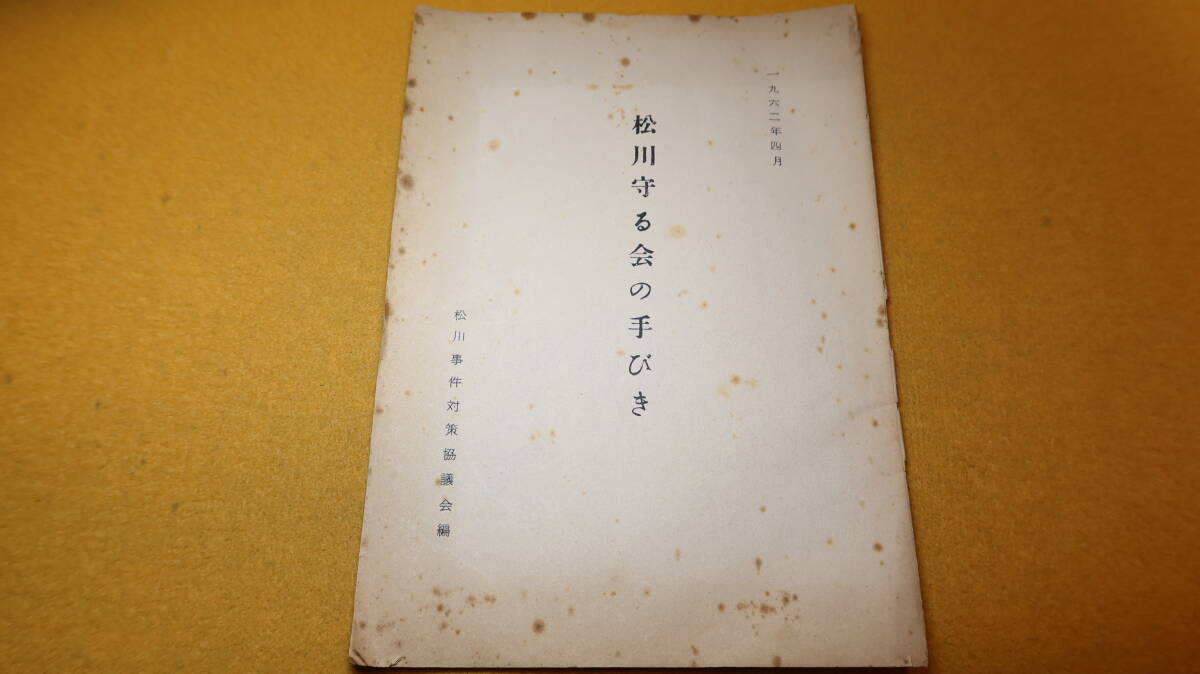 一九六二年四月
松川守る会の手びき
松川事件対策協議会編